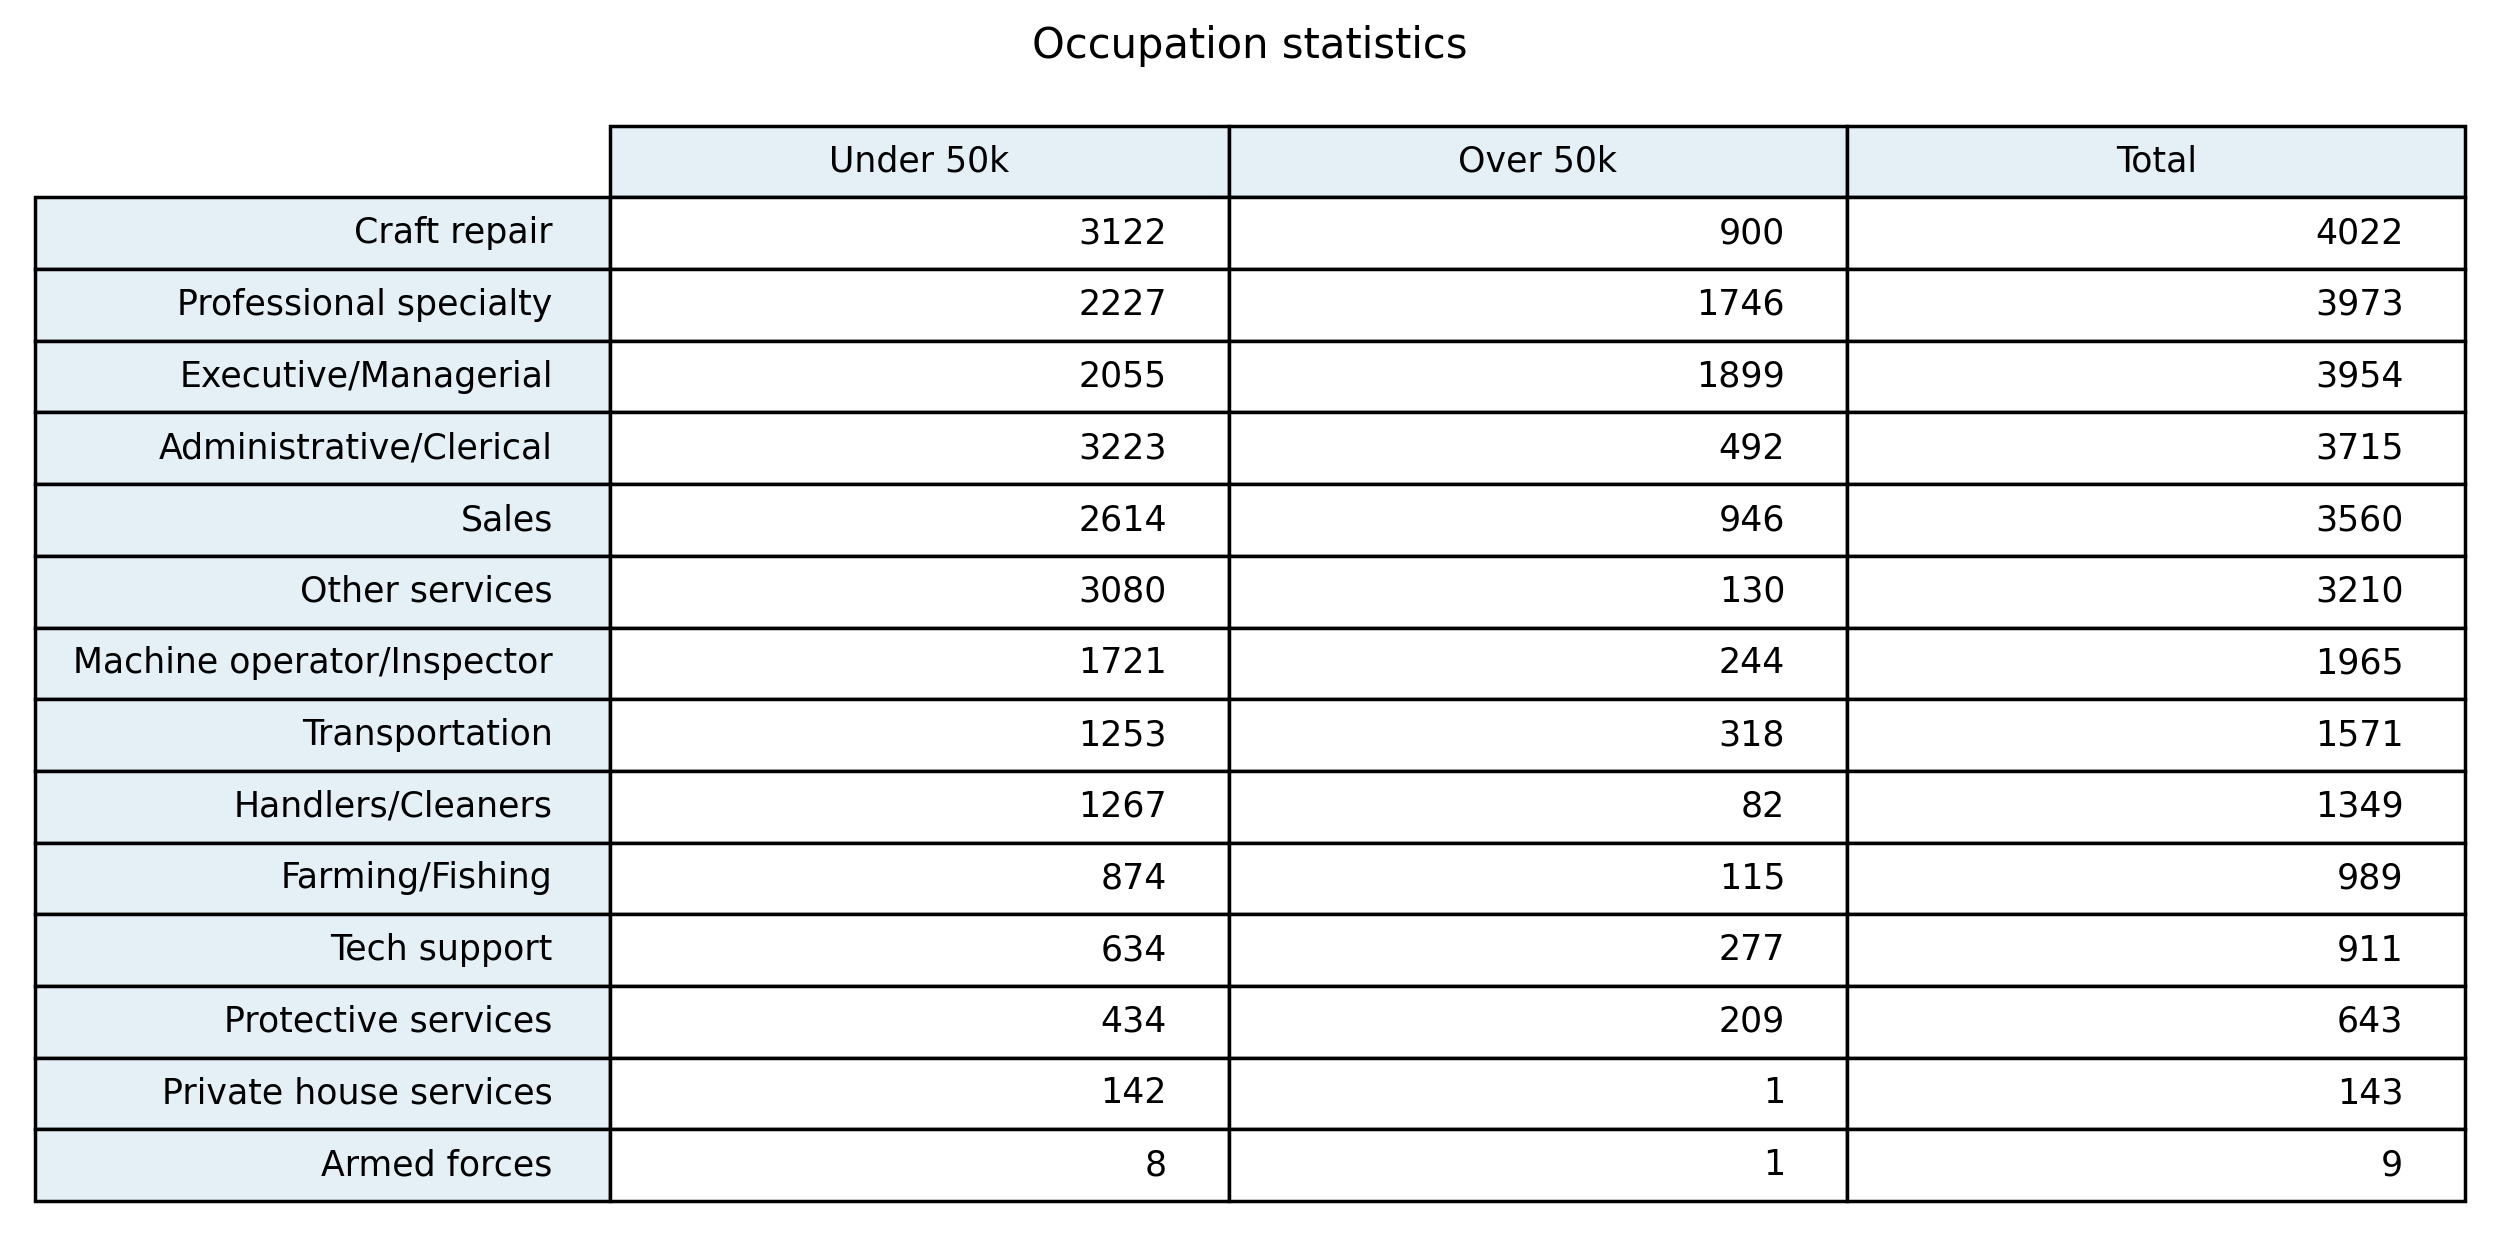 Occupation statistics
Under 50k Over 50k Total
Craft repair 3122 900 4022
Professional specialty 2227 1746 3973
Executive/Managerial 2055 1899 3954
Administrative/Clerical 3223 492 3715
Sales 2614 946 3560
Other services 3080 130 3210
Machine operator/Inspector 1721 244 1965
Transportation 1253 318 1571
Handlers/Cleaners 1267 82 1349
Farming/Fishing 874 115 989
Tech support 634 277 911
Protective services 434 209 643
Private house services 142 1 143
Armed forces 8 1 9